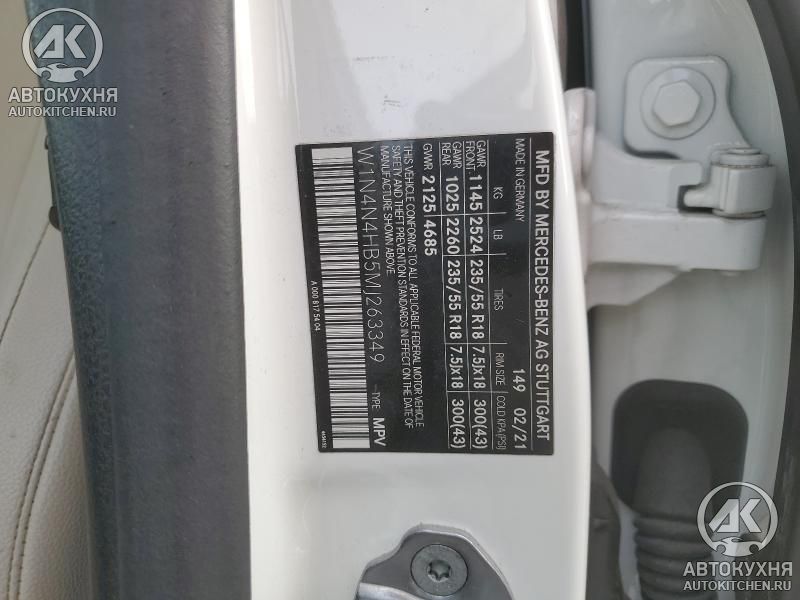 АВТОКУХНЯ
AUTOKITCHEN.RU
MFD BY MERCEDES-BENZ AG STUTTGART
MADE IN GERMANY 149 02/21
KG LB TIRES RIM SIZE COLD KPA (PSI)
GAWR FRONT 1145 2524 235/55 R18 7.5Jx18 300(43)
GAWR REAR 1025 2260 235/55 R18 7.5Jx18 300(43)
GVWR 2125 4685
THIS VEHICLE CONFORMS TO ALL APPLICABLE FEDERAL MOTOR VEHICLE
SAFETY AND THEFT PREVENTION STANDARDS IN EFFECT ON THE DATE OF
MANUFACTURE SHOWN ABOVE.
W1N4N4HB5MJ263349 -TYPE: MPV
A 000 817 54 04
АВТОКУХНЯ
AUTOKITCHEN.RU